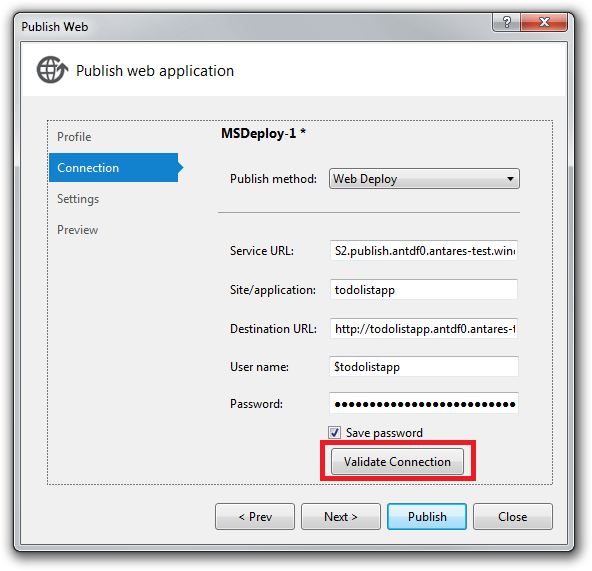 Publish Web
?
Publish web application
Profile
Connection
Settings
Preview
MSDeploy-1 *
Publish method: Web Deploy
Service URL: S2.publish.antdf0.antares-test.winc
Site/application: todolistapp
Destination URL: http://todolistapp.antdf0.antares-t
User name: $todolistapp
Password: ●●●●●●●●●●●●●●●●●●●●●●●●●●
Save password
Validate Connection
< Prev Next > Publish Close